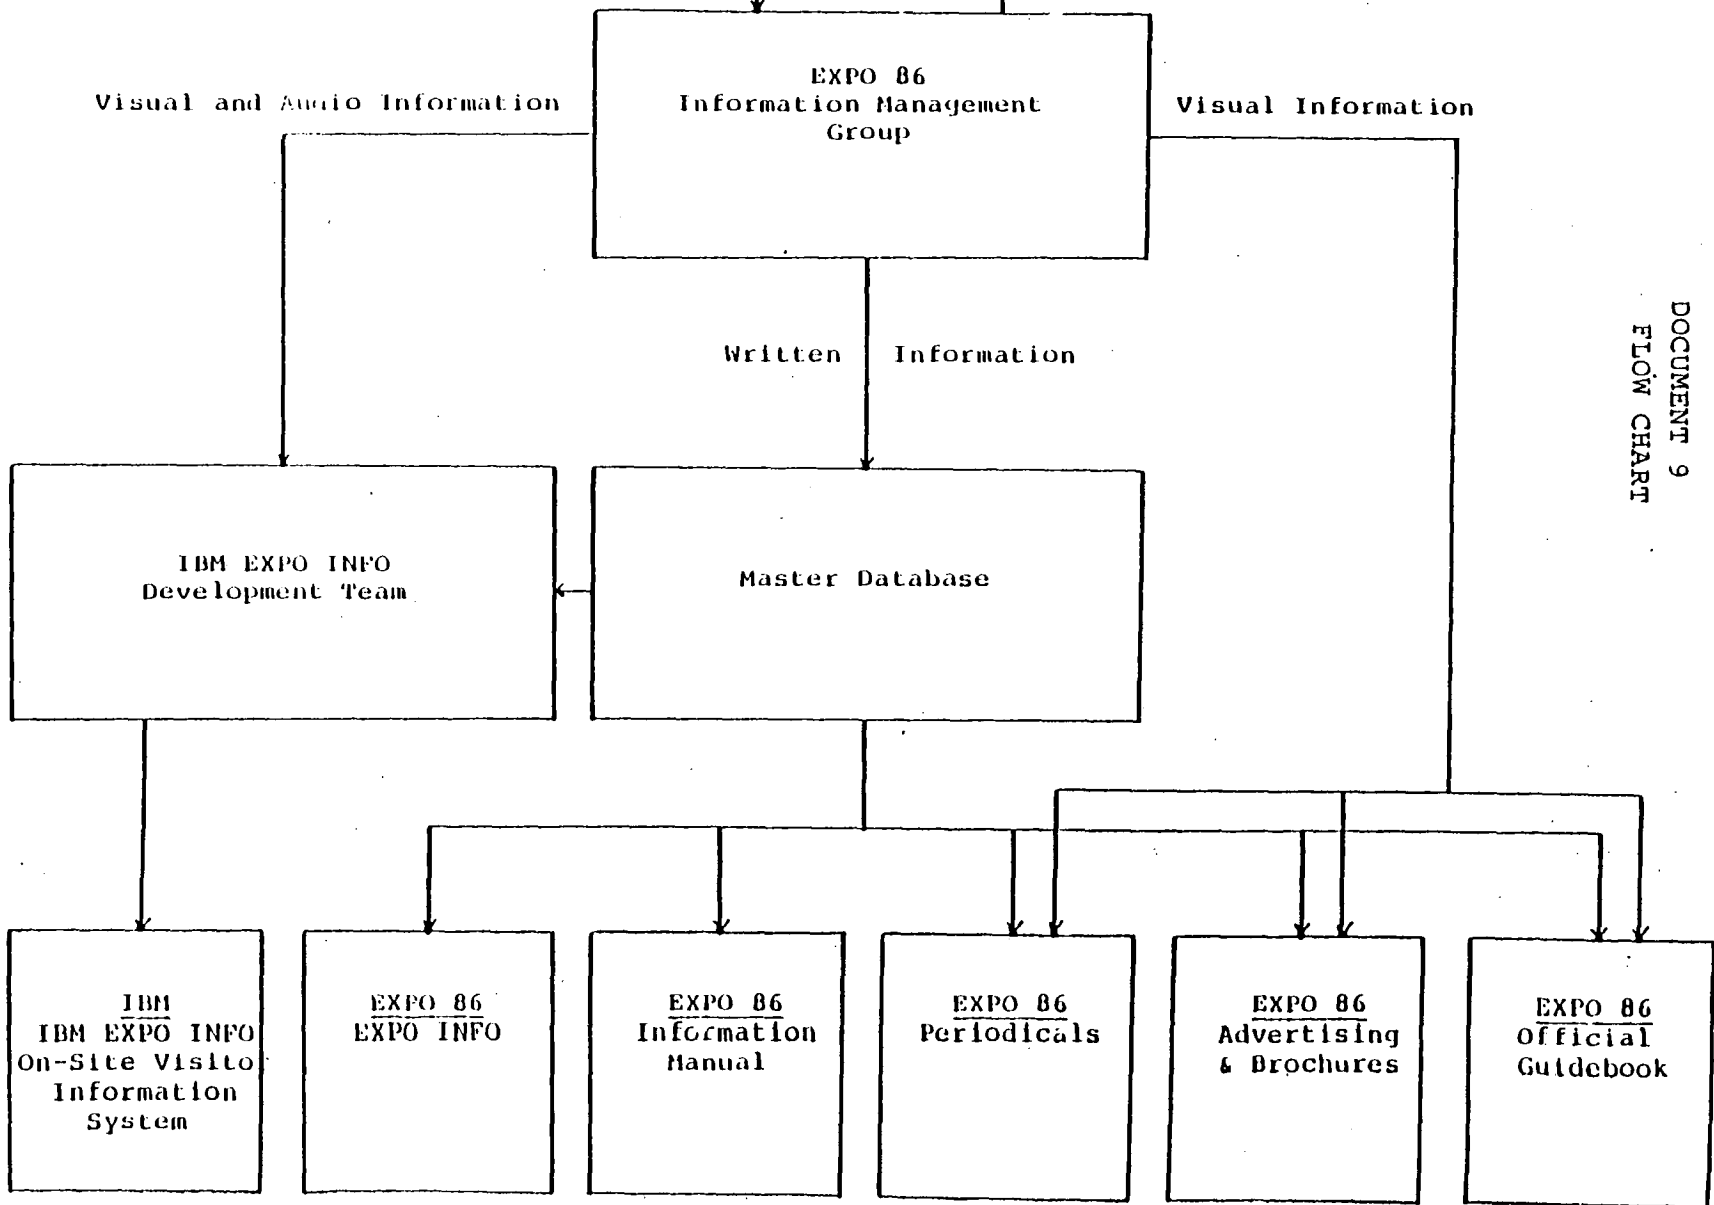 EXPO 86
Information Management
Group
Visual and Audio Information
Visual Information
Written Information
DOCUMENT 9
FLOW CHART
IBM EXPO INFO
Development Team
Master Database
IBM
IBM EXPO INFO
On-Site Visito
Information
System
EXPO 86
EXPO INFO
EXPO 86
Information
Manual
EXPO 86
Periodicals
EXPO 86
Advertising
& Brochures
EXPO 86
Official
Guidebook